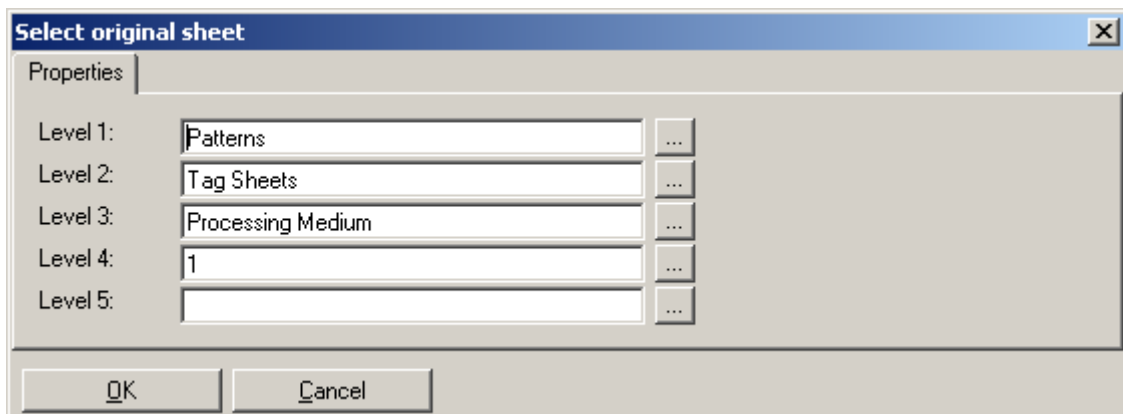 Select original sheet
Properties
Level 1: Patterns ...
Level 2: Tag Sheets ...
Level 3: Processing Medium ...
Level 4: 1 ...
Level 5: ...
OK Cancel